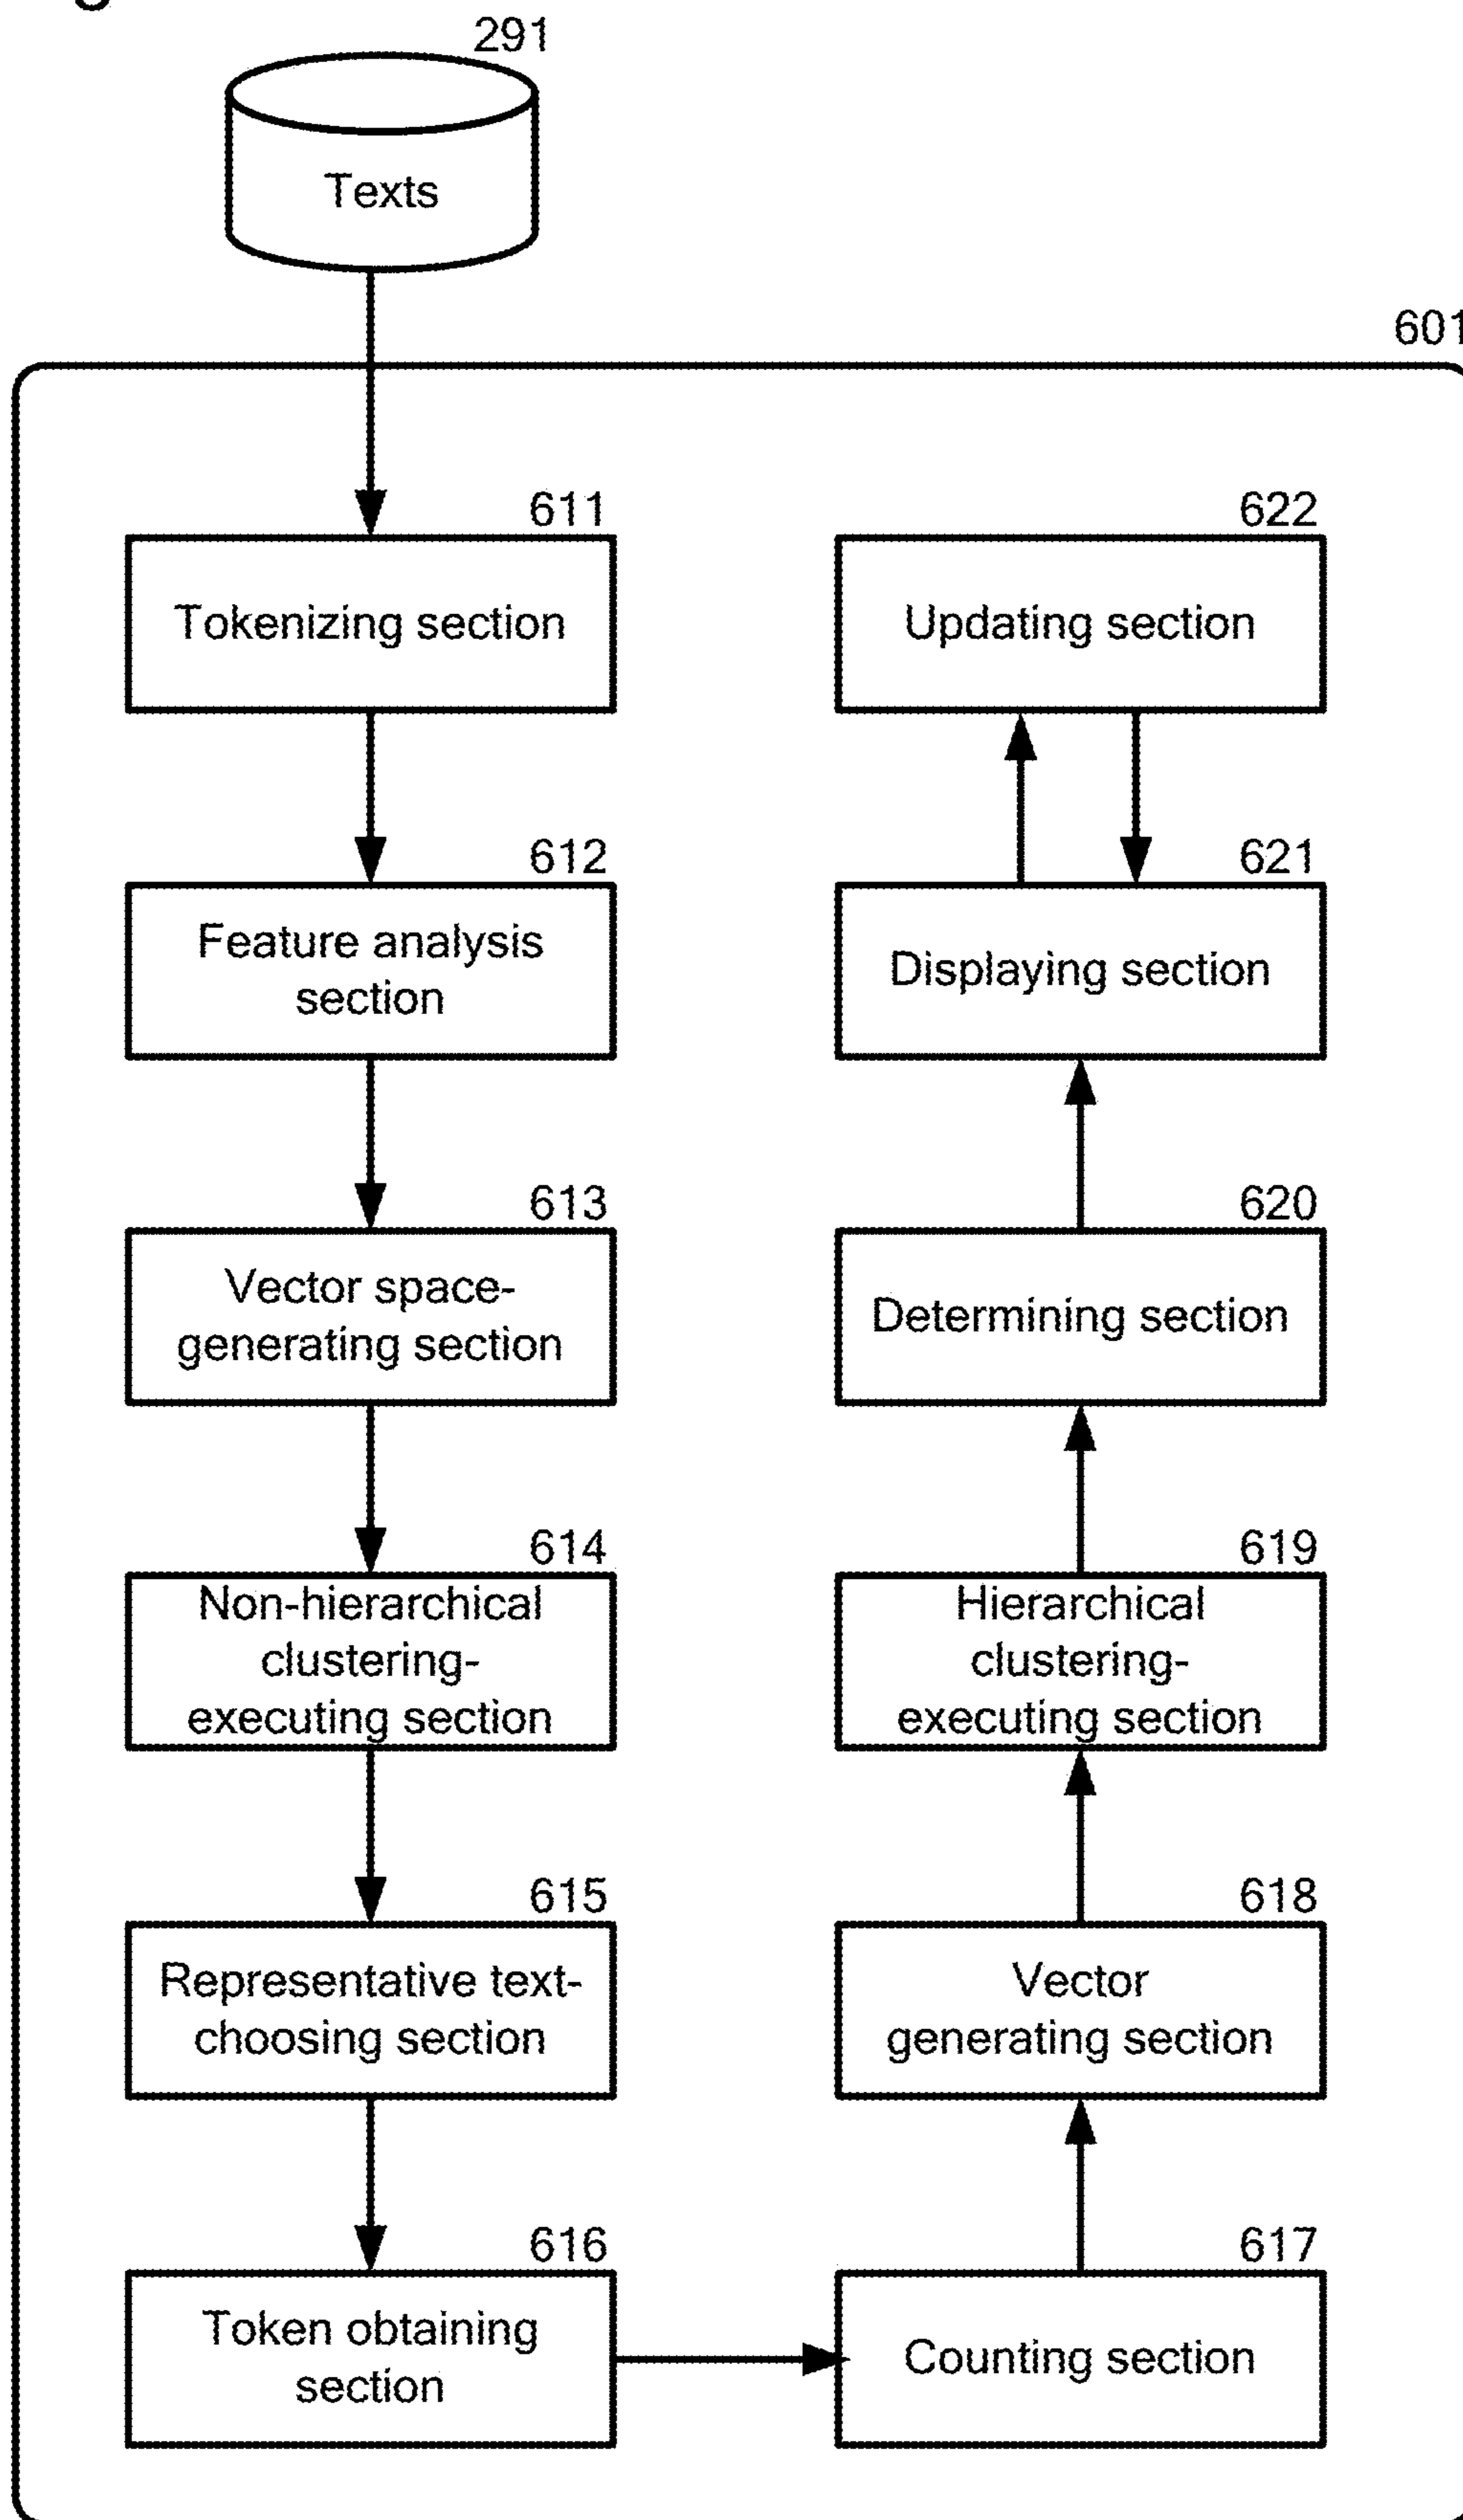 291
Texts
601
611
Tokenizing section
612
Feature analysis
section
613
Vector space-
generating section
614
Non-hierarchical
clustering-
executing section
615
Representative text-
choosing section
616
Token obtaining
section
617
Counting section
618
Vector
generating section
619
Hierarchical
clustering-
executing section
620
Determining section
621
Displaying section
622
Updating section